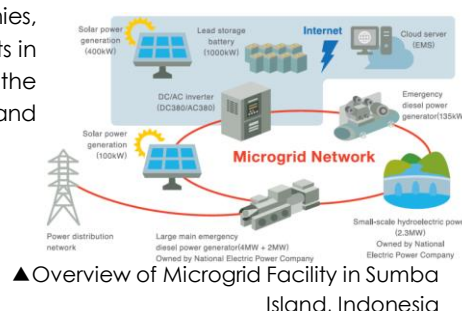 nies,
ts in
the
and
Solar power
generation
(400kW)
Lead storage
battery
(1000kW)
Internet
Cloud server
(EMS)
DC/AC inverter
(DC380/AC380)
Emergency
diesel power
generator(135kW
Solar power
generation
(100kW)
Microgrid Network
Power distribution
network
Large main emergency
diesel power generator(4MW + 2MW)
Owned by National Electric Power Company
Small-scale hydroelectric power
(2.3MW)
Owned by National
Electric Power Company
▲Overview of Microgrid Facility in Sumba
Island, Indonesia